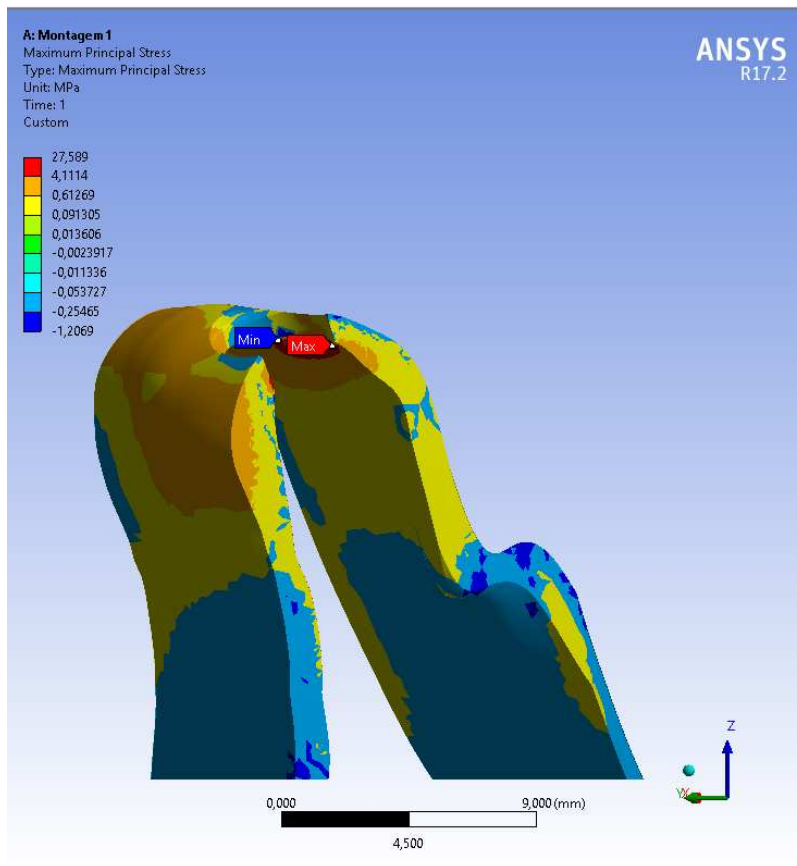 A: Montagem1
Maximum Principal Stress
Type: Maximum Principal Stress
Unit: MPa
Time: 1
Custom
ANSYS
R17.2
27,589
4,1114
0,61269
0,091305
0,013606
-0,0023917
-0,011336
-0,053727
-0,25465
-1,2069
Min
Max
Z
0,000
9,000 (mm)
4,500